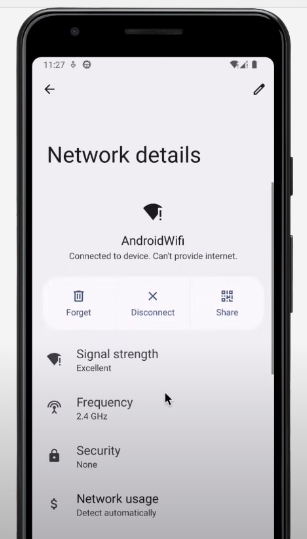 11:27
Network details
AndroidWifi
Connected to device. Can't provide internet.
Forget
Disconnect
Share
Signal strength
Excellent
Frequency
2.4 GHz
Security
None
Network usage
Detect automatically